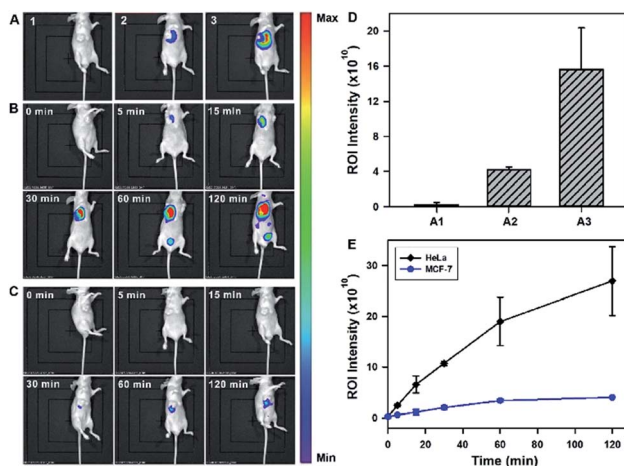 A
1
2
3
Max
B
0 min
5 min
15 min
30 min
60 min
120 min
C
0 min
5 min
15 min
30 min
60 min
120 min
Min
D
ROI Intensity (x10¹⁰)
20
16
12
8
4
0
A1
A2
A3
E
HeLa
MCF-7
ROI Intensity (x10¹⁰)
30
20
10
0
0
20
40
60
80
100
120
Time (min)